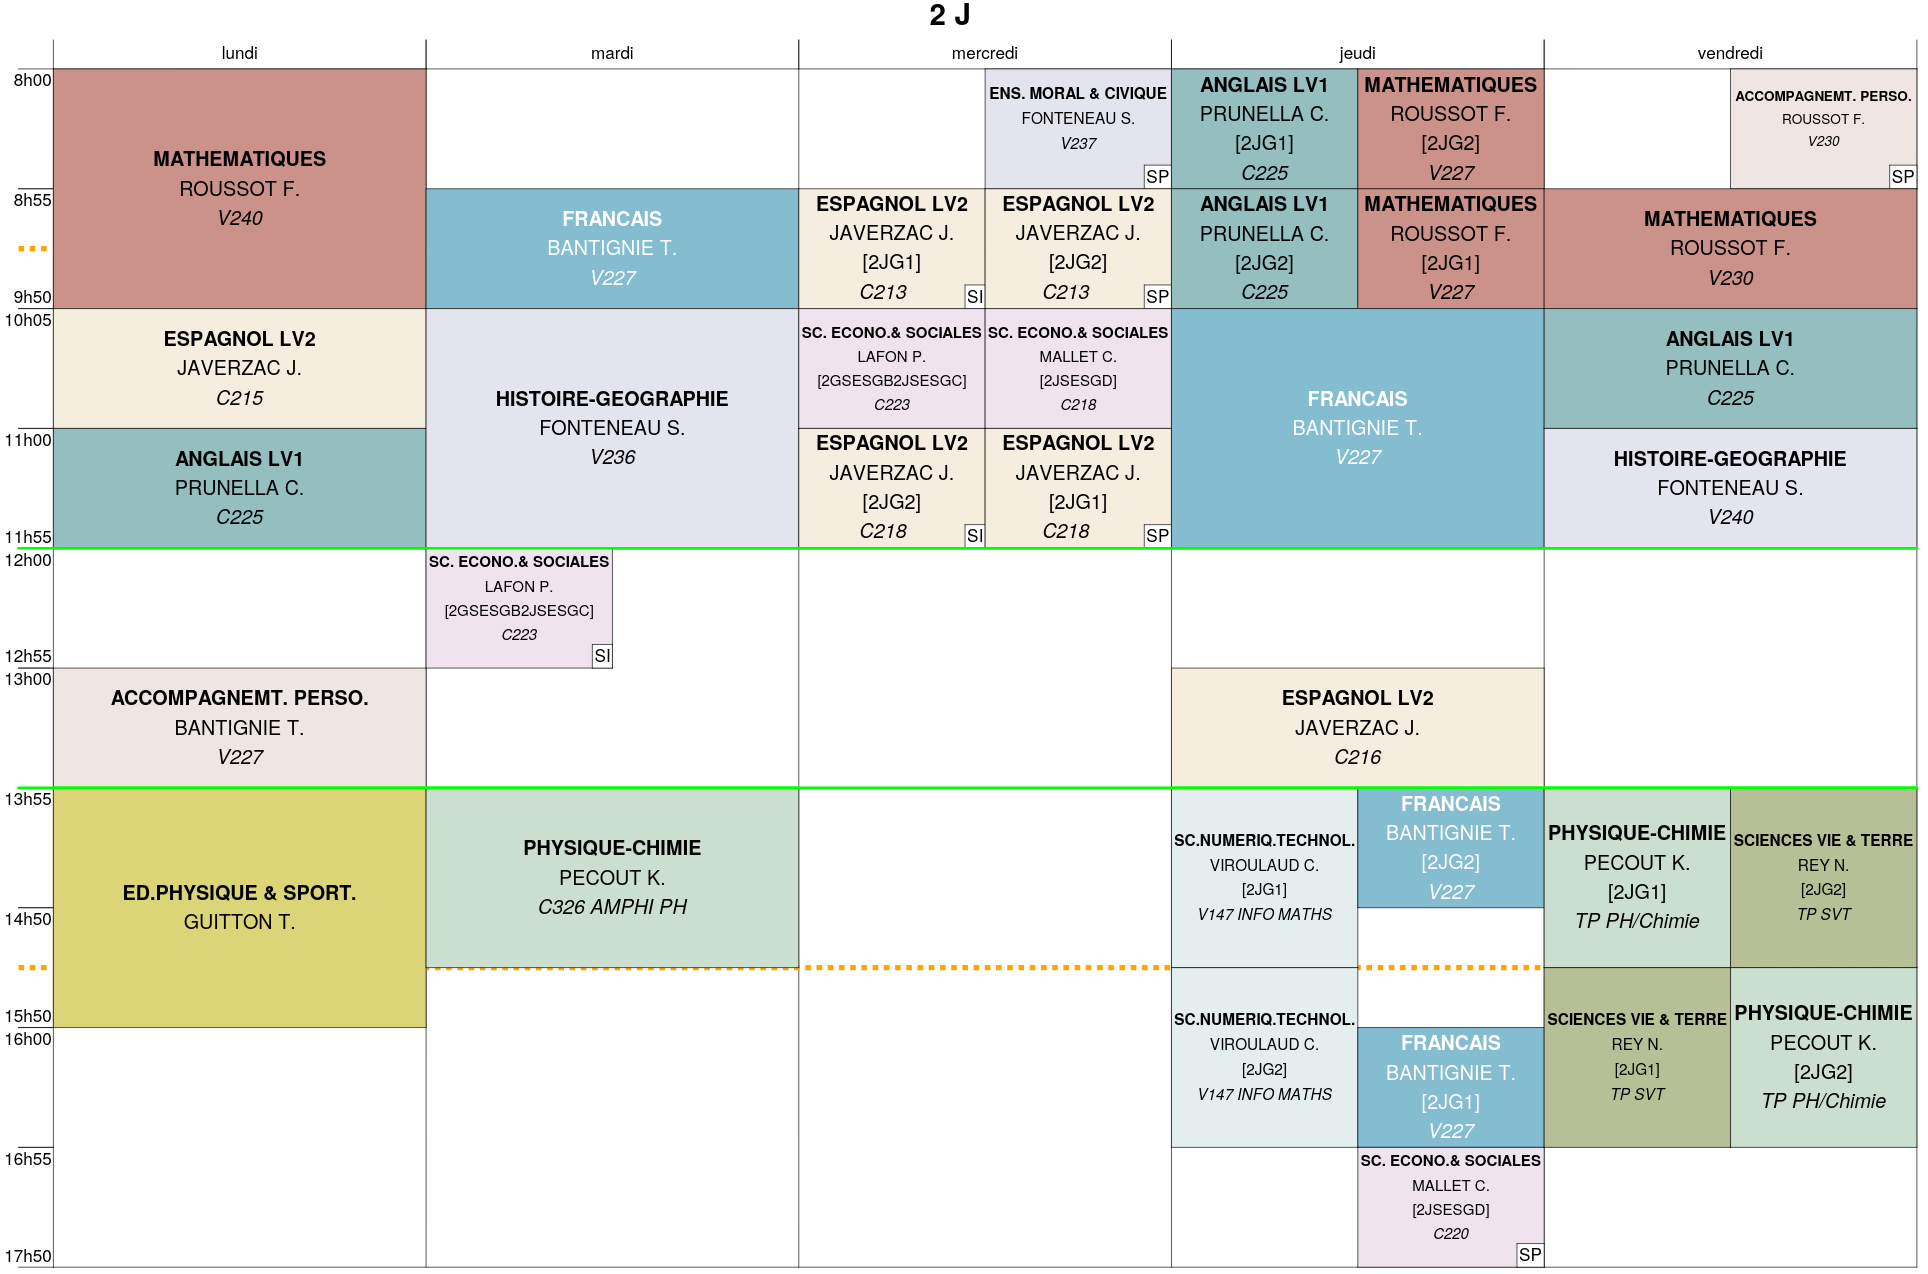 2 J
lundi
mardi
mercredi
jeudi
vendredi
8h00
8h55
9h50
10h05
11h00
11h55
12h00
12h55
13h00
13h55
14h50
15h50
16h00
16h55
17h50
MATHEMATIQUES
ROUSSOT F.
V240
ESPAGNOL LV2
JAVERZAC J.
C215
ANGLAIS LV1
PRUNELLA C.
C225
ACCOMPAGNEMT. PERSO.
BANTIGNIE T.
V227
ED.PHYSIQUE & SPORT.
GUITTON T.
FRANCAIS
BANTIGNIE T.
V227
HISTOIRE-GEOGRAPHIE
FONTENEAU S.
V236
SC. ECONO.& SOCIALES
LAFON P.
[2GSESGB2JSESGC]
C223
SI
PHYSIQUE-CHIMIE
PECOUT K.
C326 AMPHI PH
ENS. MORAL & CIVIQUE
FONTENEAU S.
V237
SP
ESPAGNOL LV2
JAVERZAC J.
[2JG1]
C213
SI
ESPAGNOL LV2
JAVERZAC J.
[2JG2]
C213
SP
SC. ECONO.& SOCIALES
LAFON P.
[2GSESGB2JSESGC]
C223
SC. ECONO.& SOCIALES
MALLET C.
[2JSESGD]
C218
ESPAGNOL LV2
JAVERZAC J.
[2JG2]
C218
SI
ESPAGNOL LV2
JAVERZAC J.
[2JG1]
C218
SP
ANGLAIS LV1
PRUNELLA C.
[2JG1]
C225
MATHEMATIQUES
ROUSSOT F.
[2JG2]
V227
ANGLAIS LV1
PRUNELLA C.
[2JG2]
C225
MATHEMATIQUES
ROUSSOT F.
[2JG1]
V227
FRANCAIS
BANTIGNIE T.
V227
ESPAGNOL LV2
JAVERZAC J.
C216
SC.NUMERIQ.TECHNOL.
VIROULAUD C.
[2JG1]
V147 INFO MATHS
FRANCAIS
BANTIGNIE T.
[2JG2]
V227
SC.NUMERIQ.TECHNOL.
VIROULAUD C.
[2JG2]
V147 INFO MATHS
FRANCAIS
BANTIGNIE T.
[2JG1]
V227
SC. ECONO.& SOCIALES
MALLET C.
[2JSESGD]
C220
SP
ACCOMPAGNEMT. PERSO.
ROUSSOT F.
V230
SP
MATHEMATIQUES
ROUSSOT F.
V230
ANGLAIS LV1
PRUNELLA C.
C225
HISTOIRE-GEOGRAPHIE
FONTENEAU S.
V240
PHYSIQUE-CHIMIE
PECOUT K.
[2JG1]
TP PH/Chimie
SCIENCES VIE & TERRE
REY N.
[2JG2]
TP SVT
SCIENCES VIE & TERRE
REY N.
[2JG1]
TP SVT
PHYSIQUE-CHIMIE
PECOUT K.
[2JG2]
TP PH/Chimie